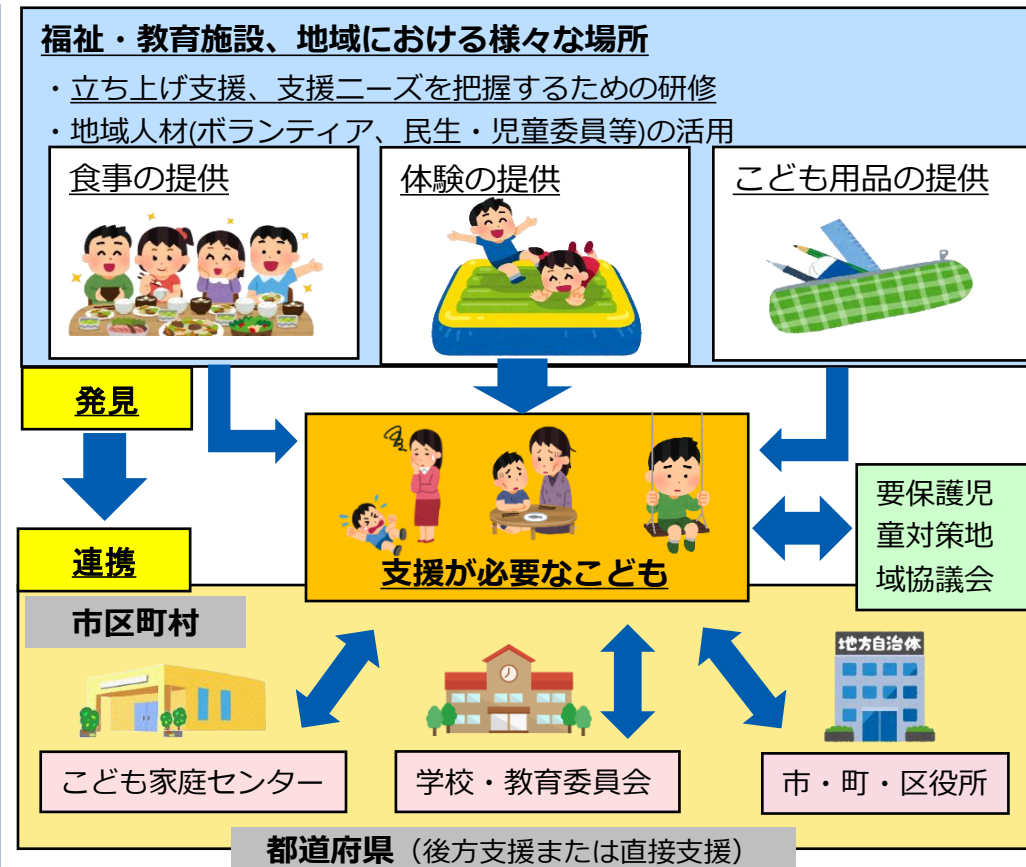 福祉・教育施設、地域における様々な場所
・立ち上げ支援、支援ニーズを把握するための研修
・地域人材(ボランティア、民生・児童委員等)の活用
食事の提供
体験の提供
こども用品の提供
発見
連携
支援が必要なこども
要保護児
童対策地
域協議会
市区町村
地方自治体
こども家庭センター
学校・教育委員会
市・町・区役所
都道府県（後方支援または直接支援）